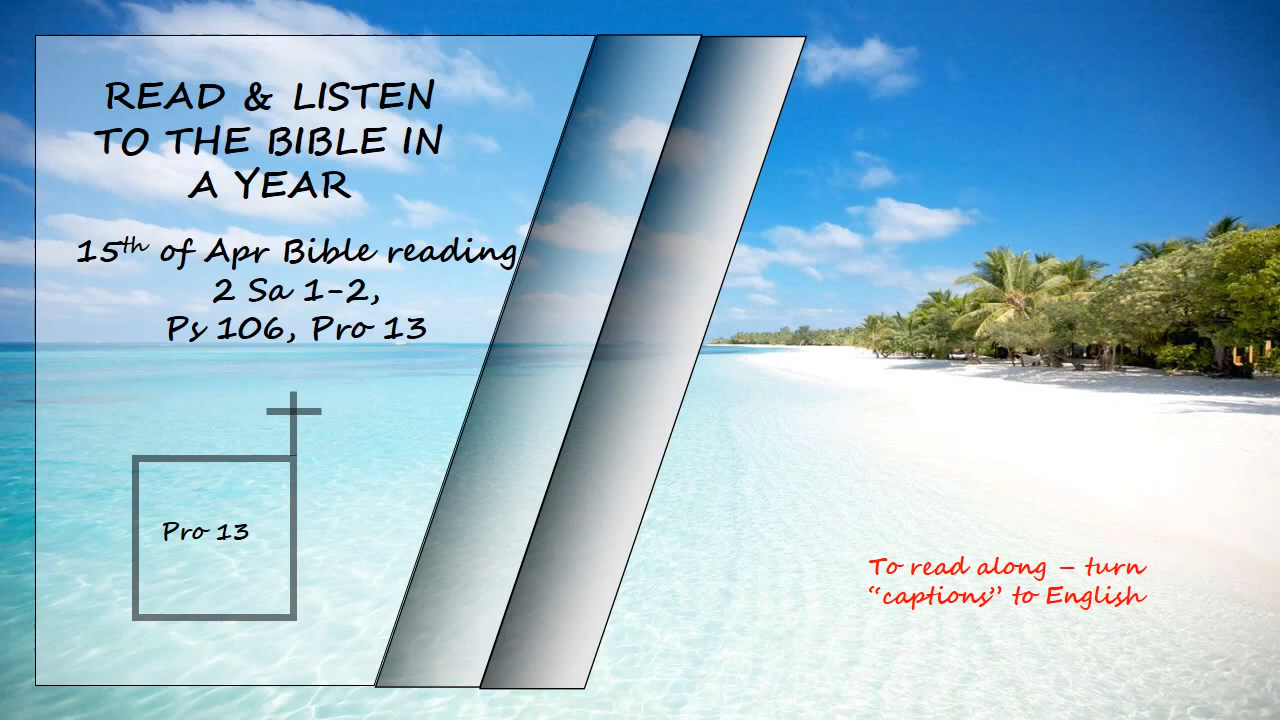 READ & LISTEN
TO THE BIBLE IN
A YEAR
15th of Apr Bible reading
2 Sa 1-2,
Ps 106, Pro 13
Pro 13
To read along – turn
“captions” to English